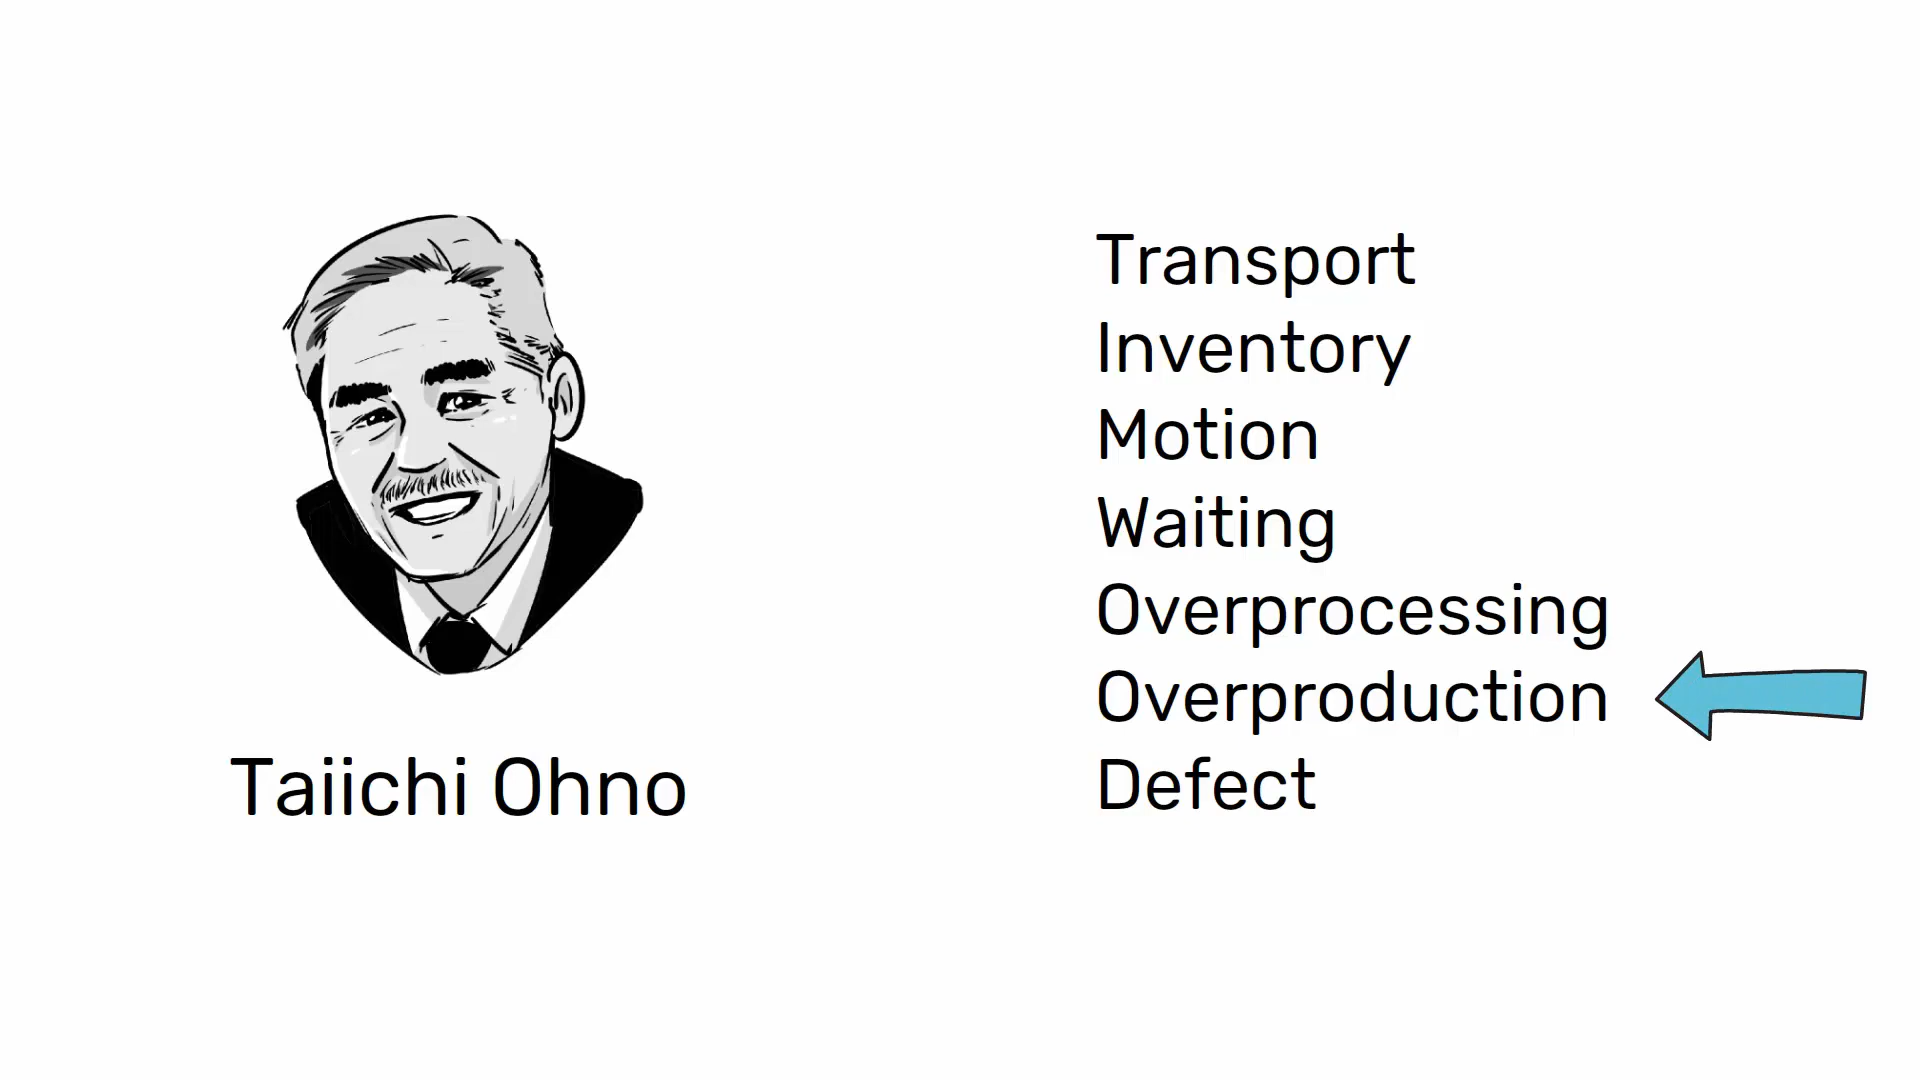 Taiichi Ohno
Transport
Inventory
Motion
Waiting
Overprocessing
Overproduction
Defect